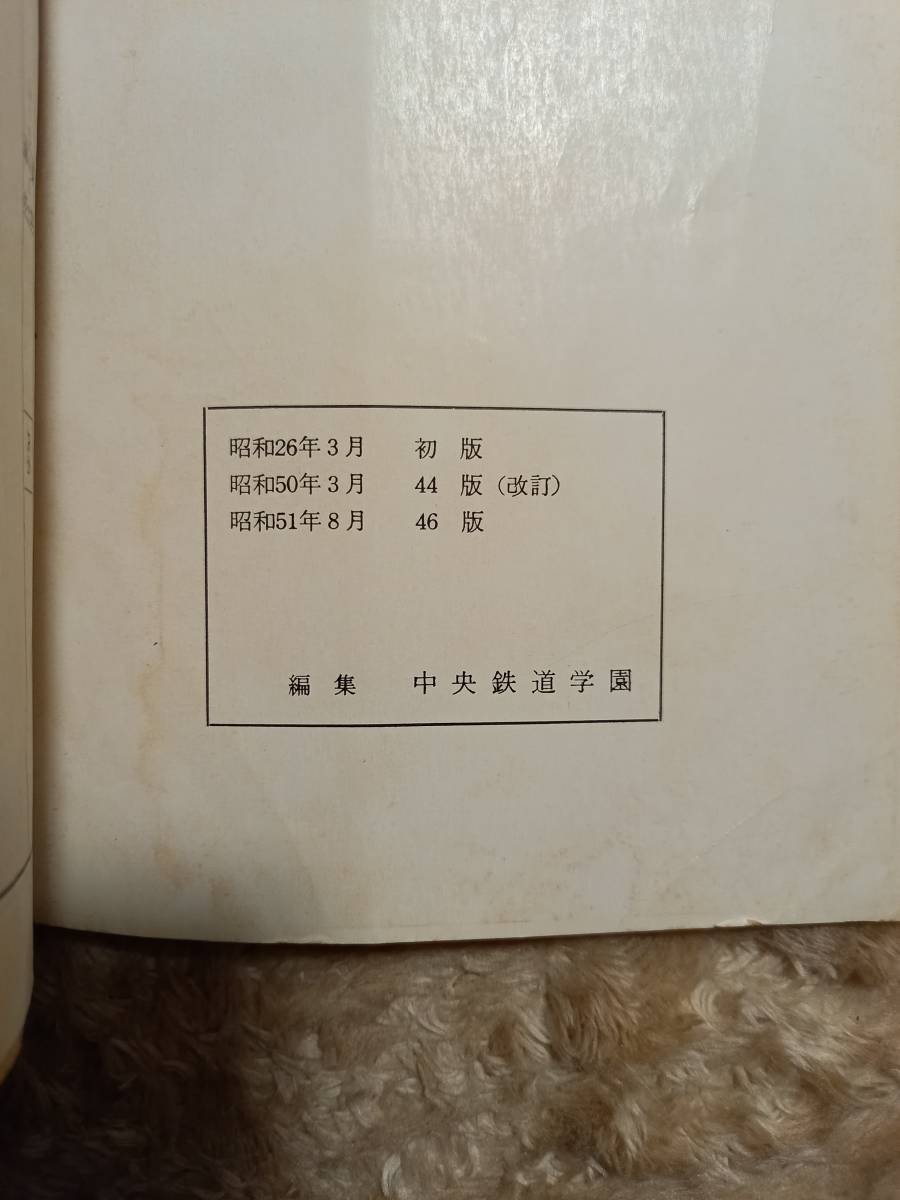 昭和26年3月 初 版
昭和50年3月 44 版（改訂）
昭和51年8月 46 版
編 集 中央鉄道学園